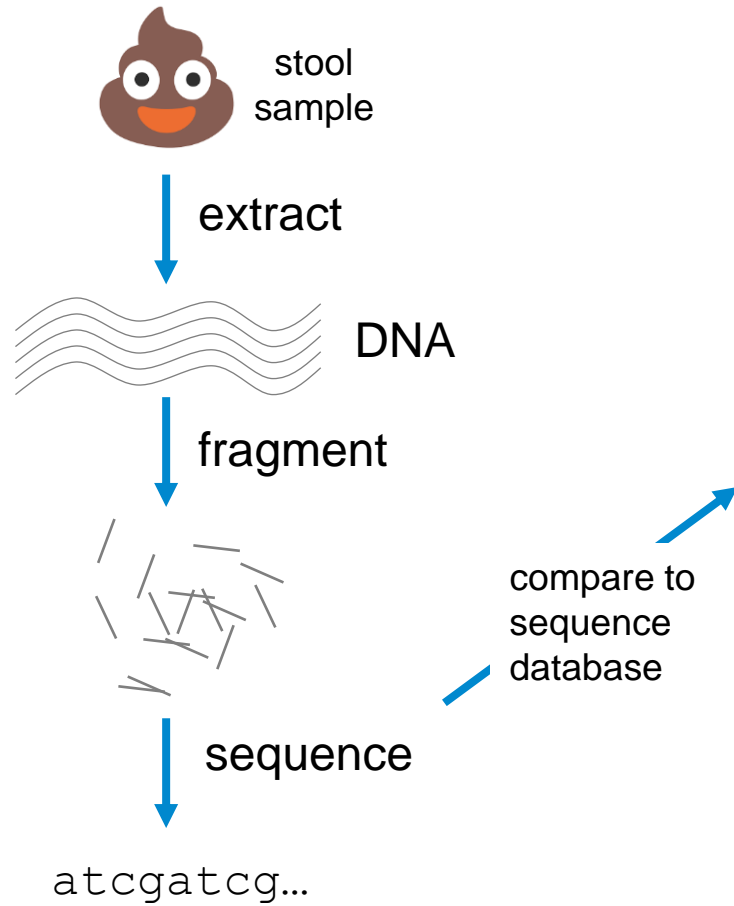 stool
sample
extract
DNA
fragment
compare to
sequence
database
sequence
atcgatcg…